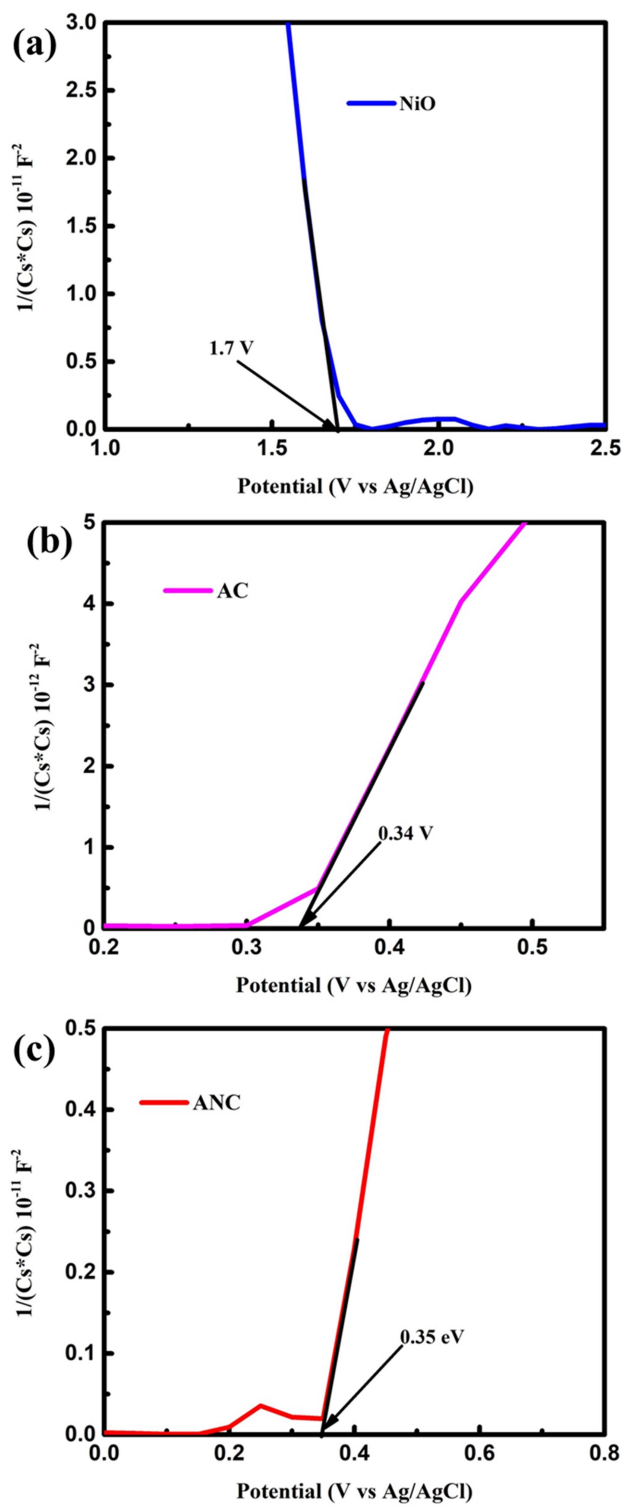 (a)
3.0
2.5
2.0
1.5
1.0
0.5
0.0
1/(Cs*Cs) 10⁻¹¹ F⁻²
NiO
1.7 V
1.0 1.5 2.0 2.5
Potential (V vs Ag/AgCl)
(b)
5
4
3
2
1
0
1/(Cs*Cs) 10⁻¹² F⁻²
AC
0.34 V
0.2 0.3 0.4 0.5
Potential (V vs Ag/AgCl)
(c)
0.5
0.4
0.3
0.2
0.1
0.0
1/(Cs*Cs) 10⁻¹¹ F⁻²
ANC
0.35 eV
0.0 0.2 0.4 0.6 0.8
Potential (V vs Ag/AgCl)